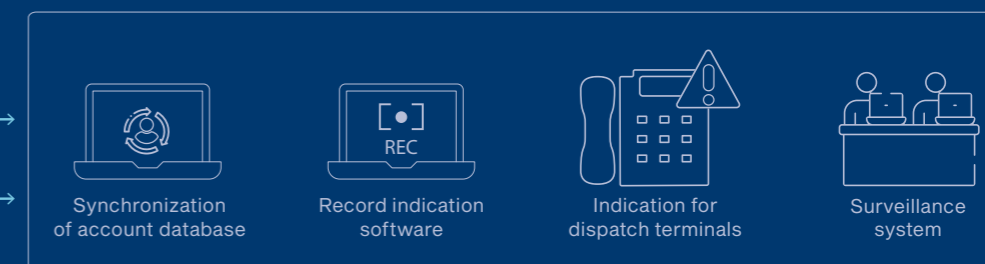 REC
Synchronization
of account database
Record indication
software
Indication for
dispatch terminals
Surveillance
system